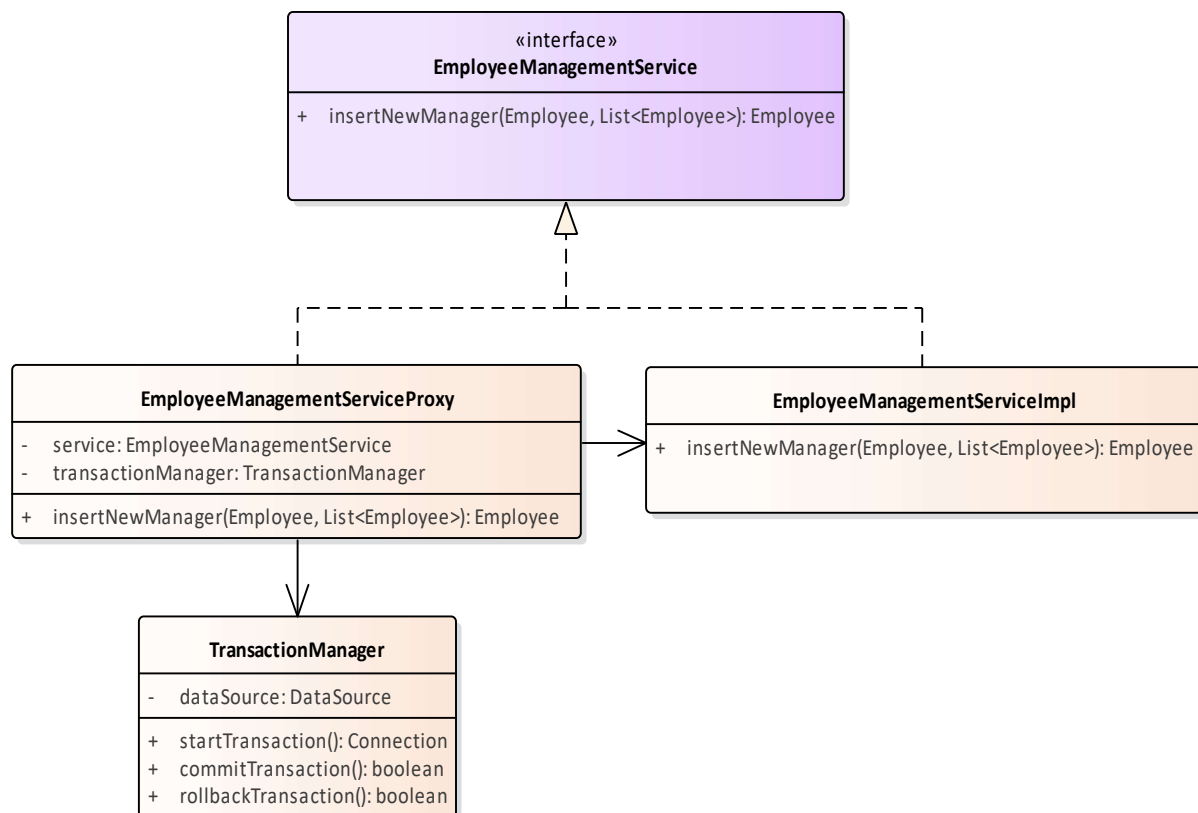 «interface»
EmployeeManagementService
+ insertNewManager(Employee, List<Employee>): Employee
EmployeeManagementServiceProxy
- service: EmployeeManagementService
- transactionManager: TransactionManager
+ insertNewManager(Employee, List<Employee>): Employee
EmployeeManagementServiceImpl
+ insertNewManager(Employee, List<Employee>): Employee
TransactionManager
- dataSource: DataSource
+ startTransaction(): Connection
+ commitTransaction(): boolean
+ rollbackTransaction(): boolean